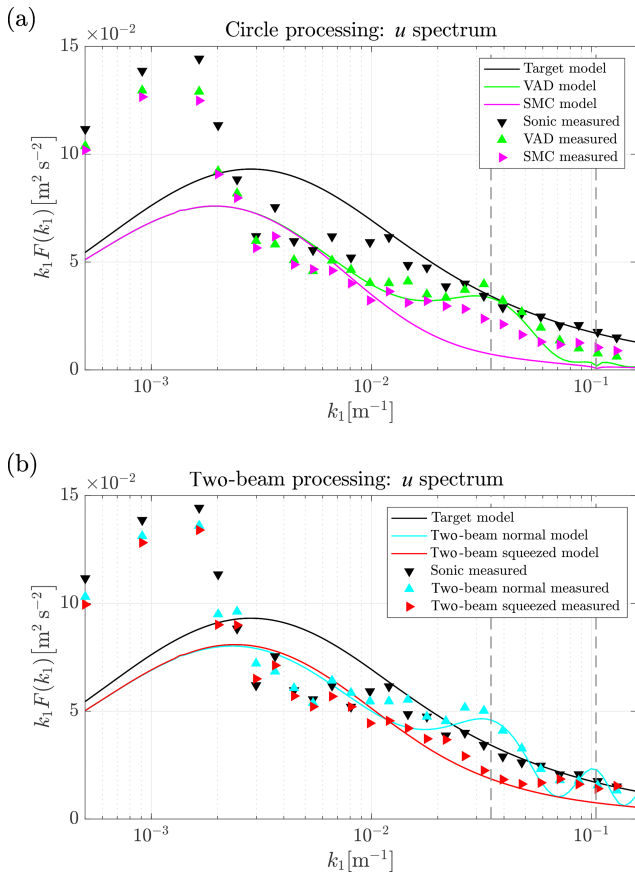 (a)
Circle processing: u spectrum
×10⁻²
15
10
5
0
k₁F(k₁)[m² s⁻²]
Target model
VAD model
SMC model
Sonic measured
VAD measured
SMC measured
10⁻³
10⁻²
10⁻¹
k₁[m⁻¹]
(b)
Two-beam processing: u spectrum
×10⁻²
15
10
5
0
k₁F(k₁)[m² s⁻²]
Target model
Two-beam normal model
Two-beam squeezed model
Sonic measured
Two-beam normal measured
Two-beam squeezed measured
10⁻³
10⁻²
10⁻¹
k₁[m⁻¹]